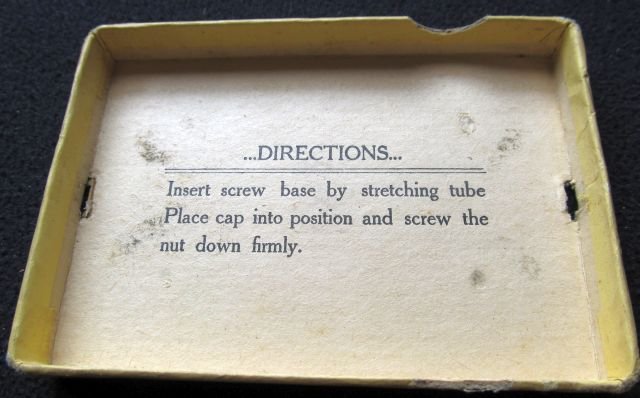 ...DIRECTIONS...
Insert screw base by stretching tube
Place cap into position and screw the
nut down firmly.